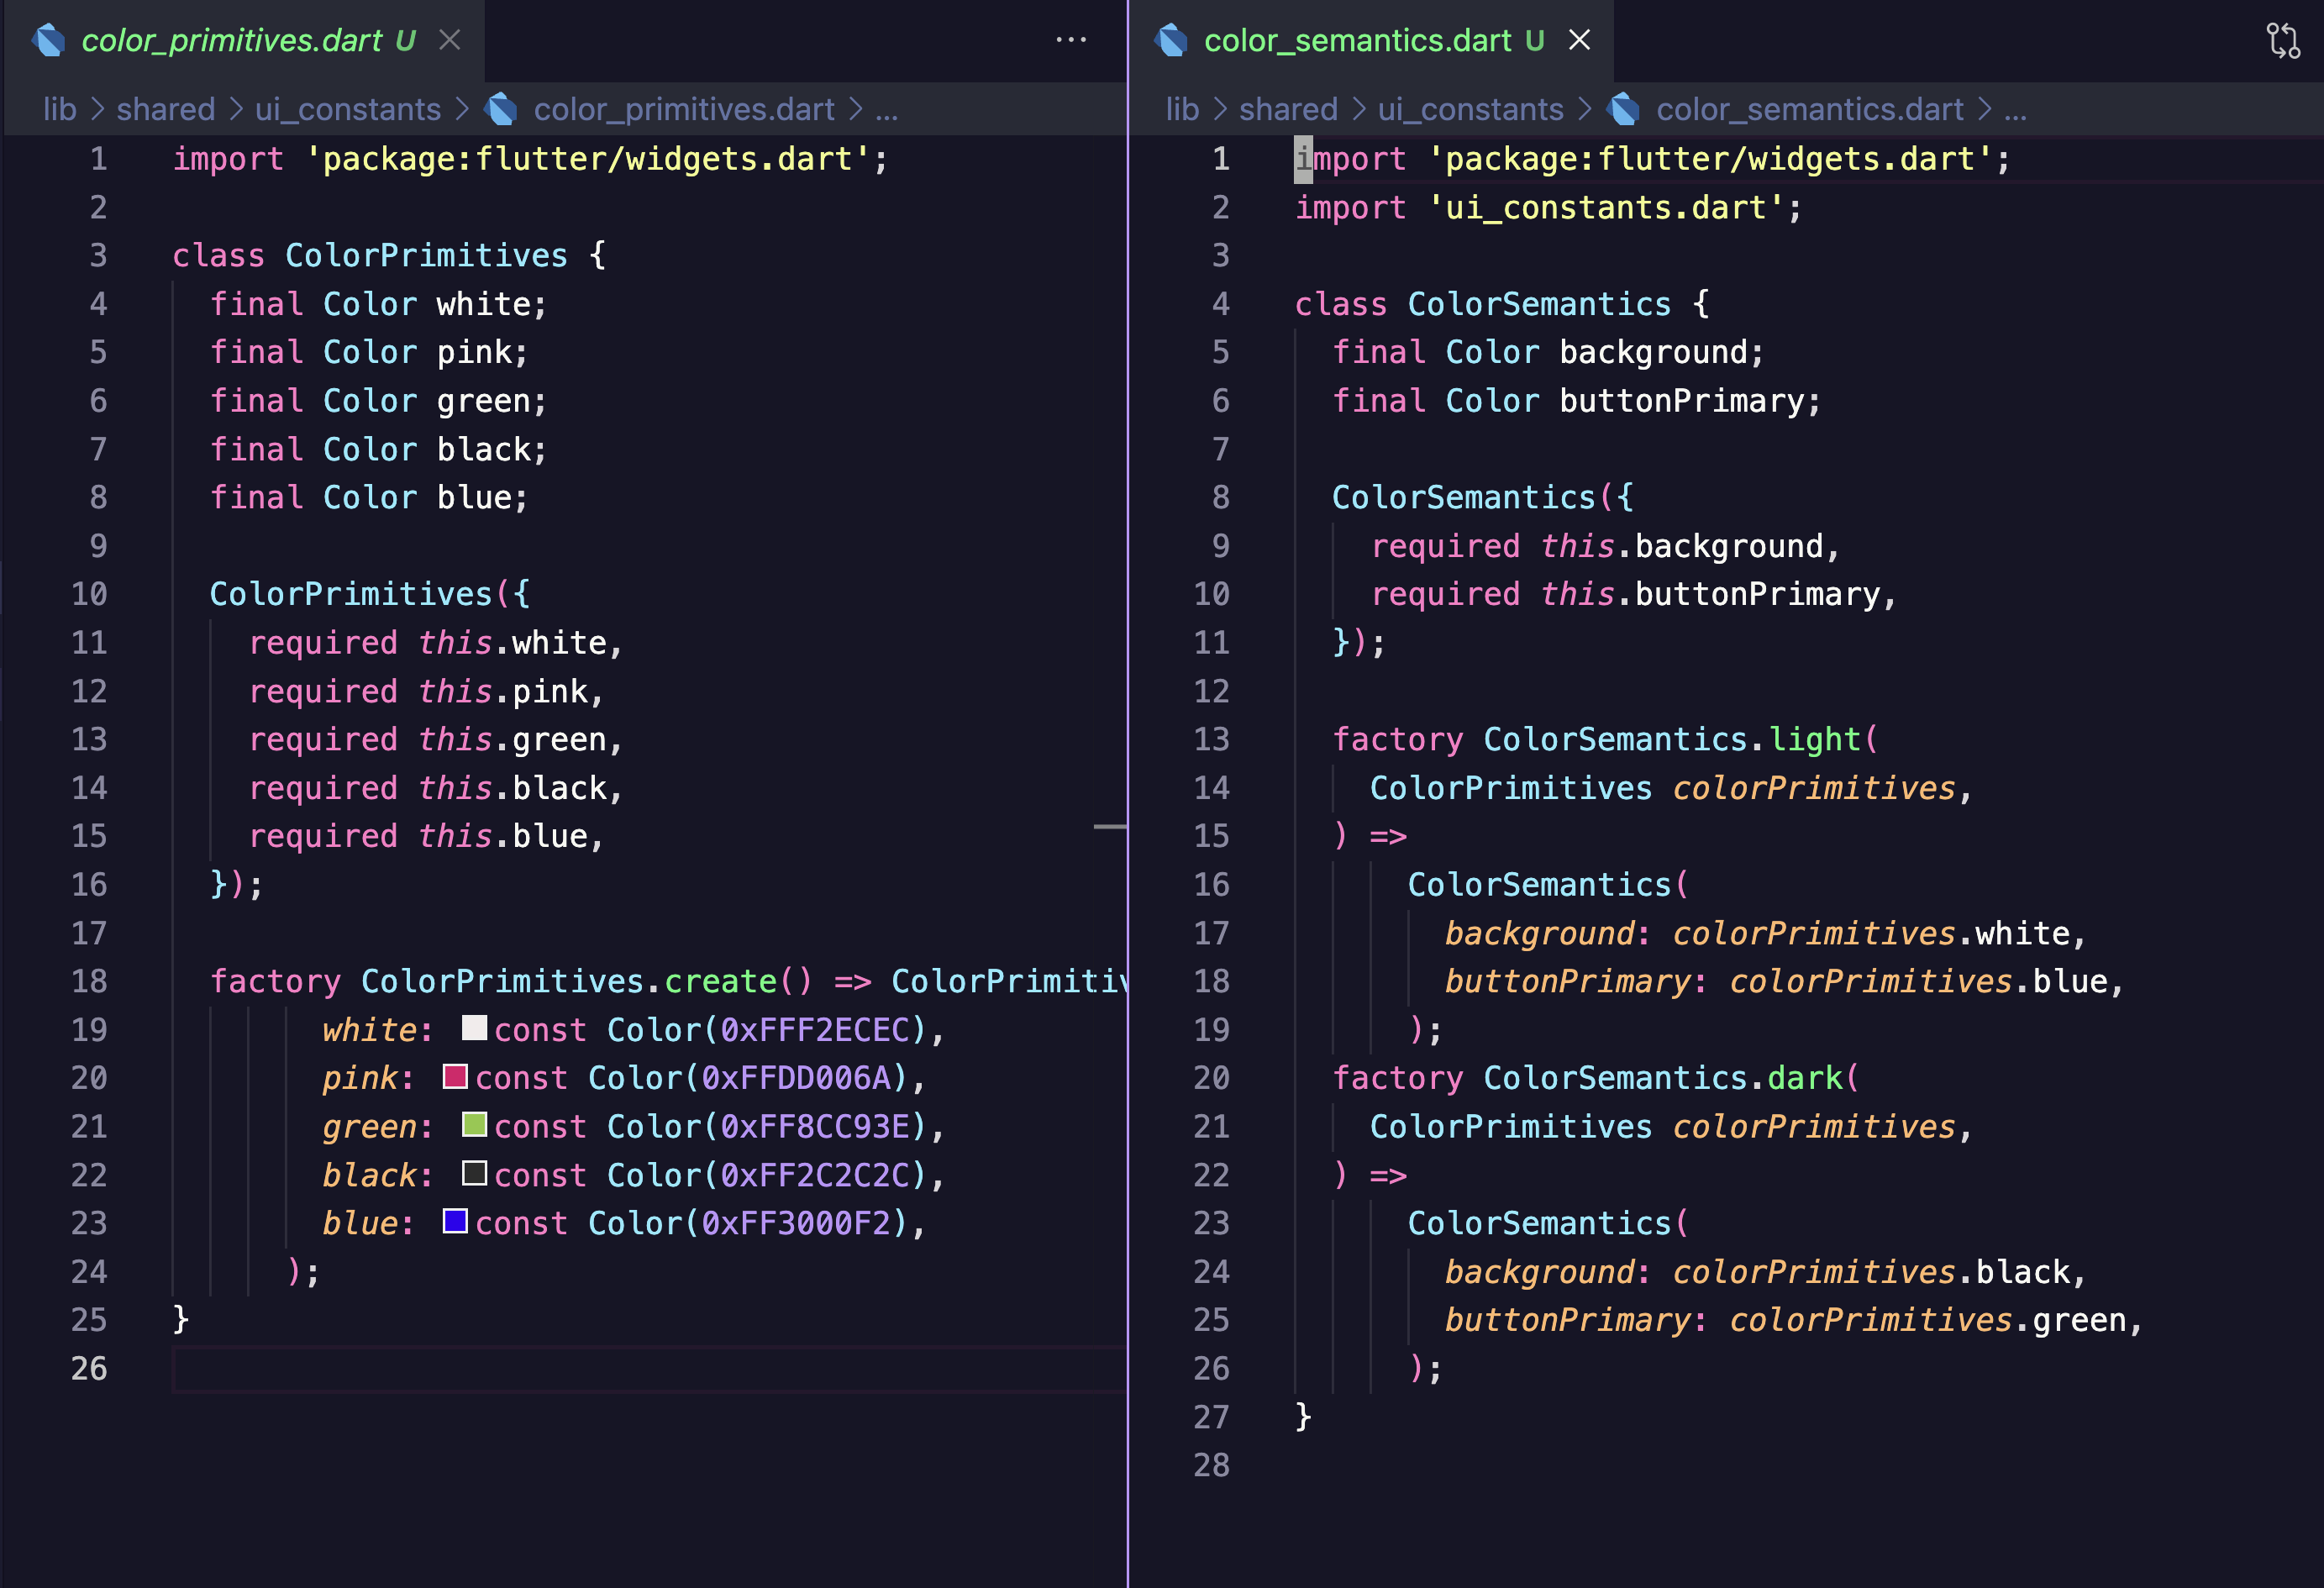 color_primitives.dart U
lib > shared > ui_constants > color_primitives.dart > ...
1 import 'package:flutter/widgets.dart';
2
3 class ColorPrimitives {
4 final Color white;
5 final Color pink;
6 final Color green;
7 final Color black;
8 final Color blue;
9
10 ColorPrimitives({
11 required this.white,
12 required this.pink,
13 required this.green,
14 required this.black,
15 required this.blue,
16 });
17
18 factory ColorPrimitives.create() => ColorPrimitiv
19 white: const Color(0xFFF2ECEC),
20 pink: const Color(0xFFDD006A),
21 green: const Color(0xFF8CC93E),
22 black: const Color(0xFF2C2C2C),
23 blue: const Color(0xFF3000F2),
24 );
25 }
26
color_semantics.dart U
lib > shared > ui_constants > color_semantics.dart > ...
1 import 'package:flutter/widgets.dart';
2 import 'ui_constants.dart';
3
4 class ColorSemantics {
5 final Color background;
6 final Color buttonPrimary;
7
8 ColorSemantics({
9 required this.background,
10 required this.buttonPrimary,
11 });
12
13 factory ColorSemantics.light(
14 ColorPrimitives colorPrimitives,
15 ) =>
16 ColorSemantics(
17 background: colorPrimitives.white,
18 buttonPrimary: colorPrimitives.blue,
19 );
20 factory ColorSemantics.dark(
21 ColorPrimitives colorPrimitives,
22 ) =>
23 ColorSemantics(
24 background: colorPrimitives.black,
25 buttonPrimary: colorPrimitives.green,
26 );
27 }
28